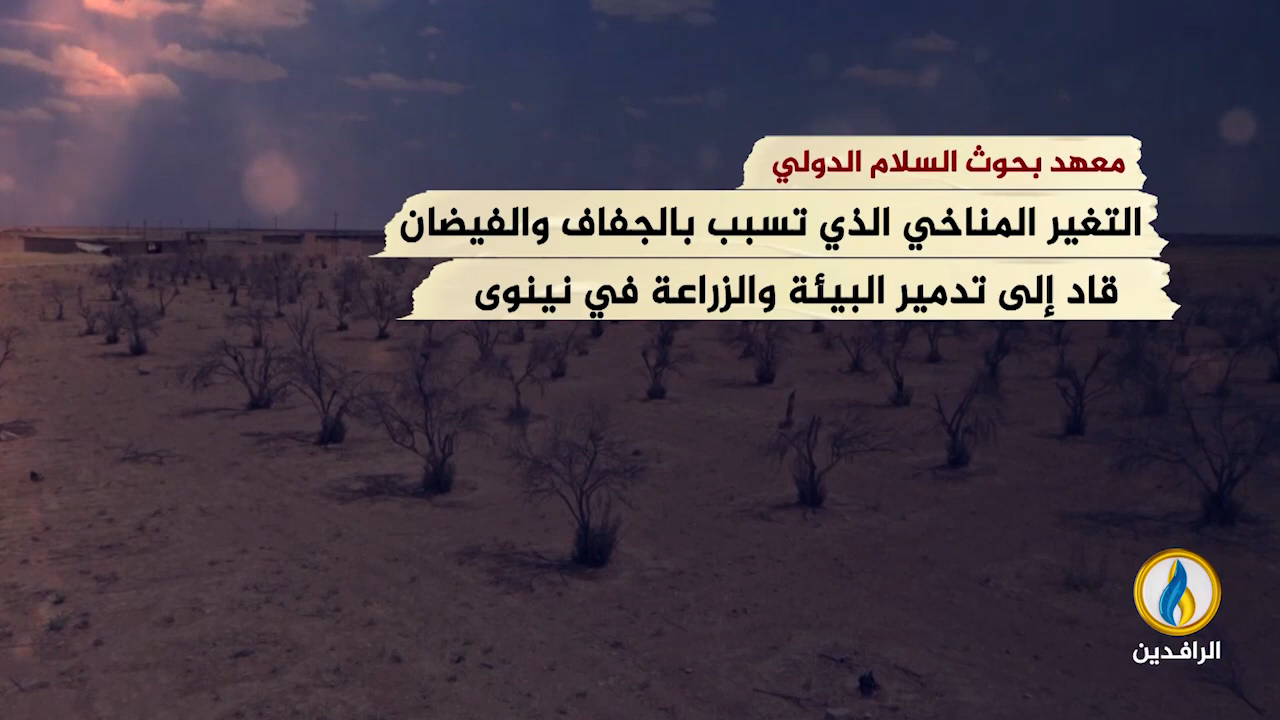 معهد بحوث السلام الدولي
التغير المناخي الذي تسبب بالجفاف والفيضان
قاد إلى تدمير البيئة والزراعة في نينوى
الرافدين